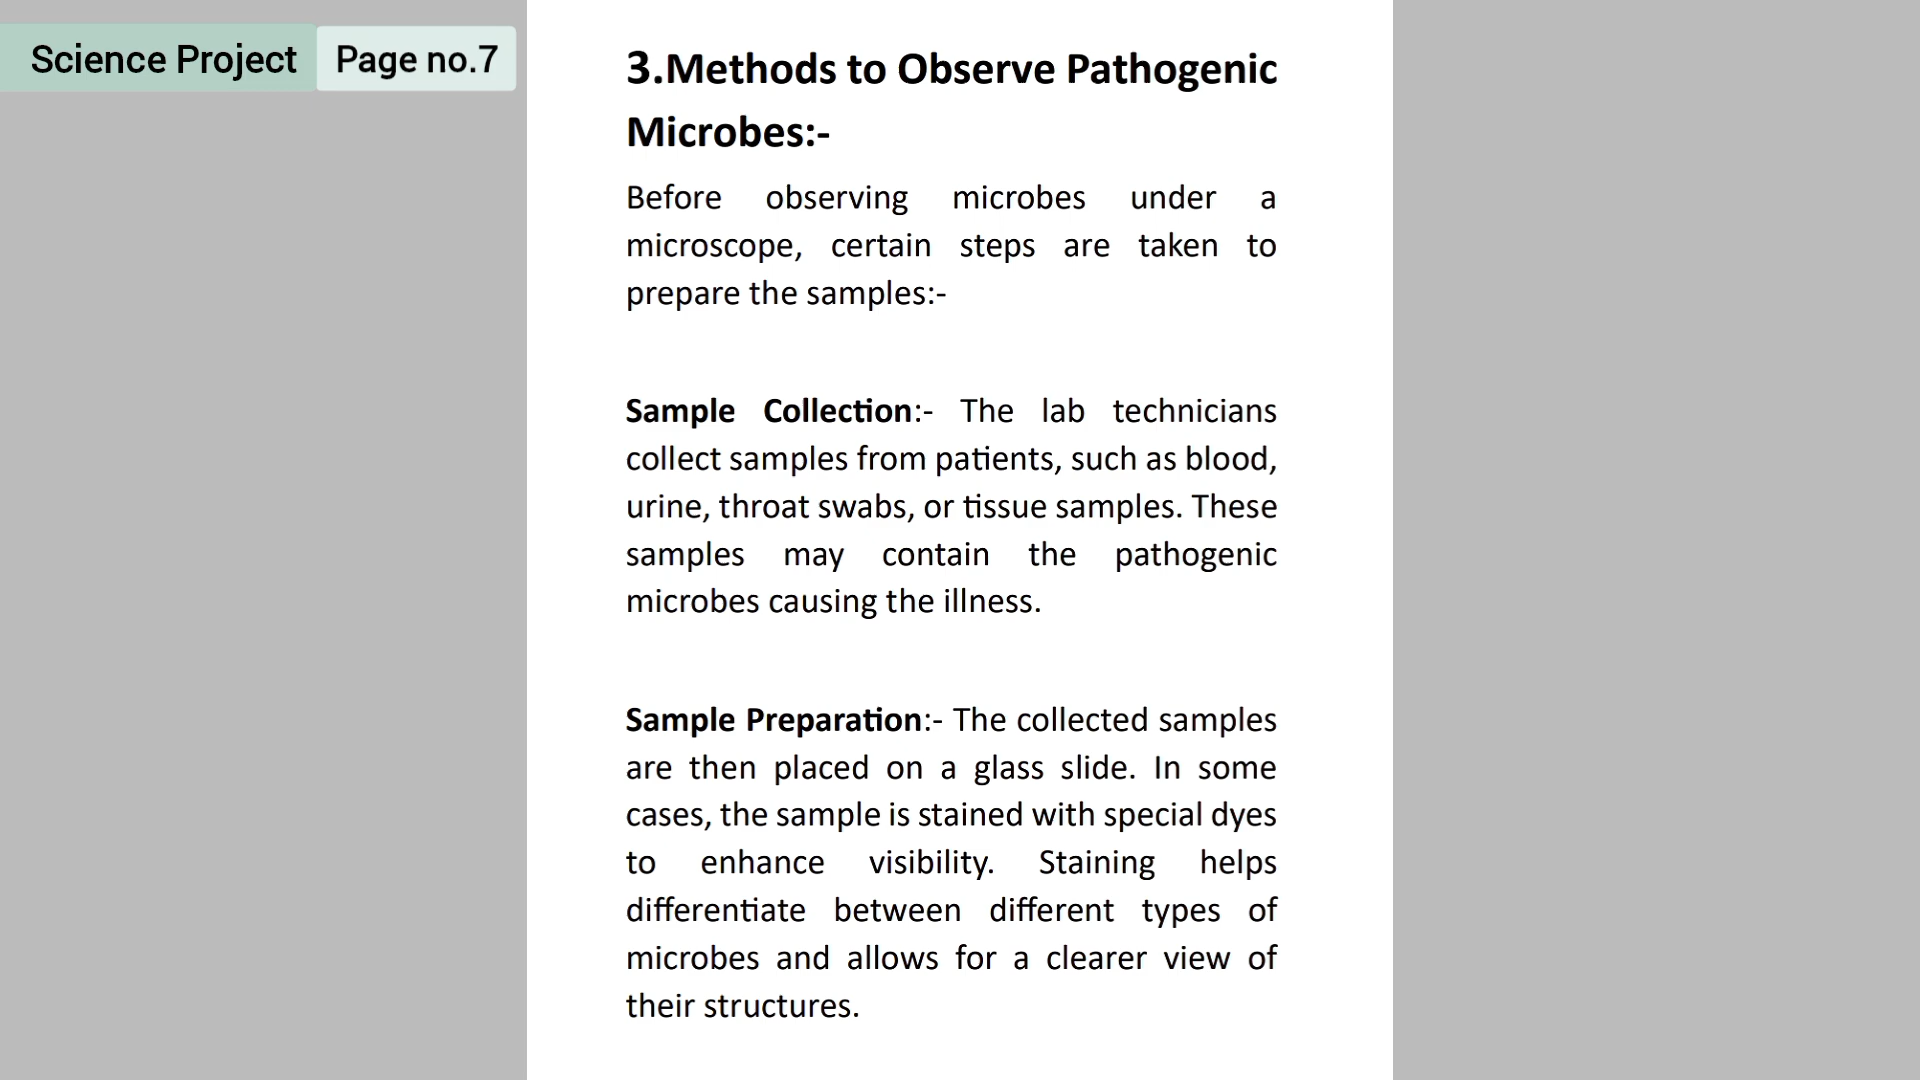 Science Project Page no.7
3.Methods to Observe Pathogenic
Microbes:-
Before observing microbes under a
microscope, certain steps are taken to
prepare the samples:-
Sample Collection:- The lab technicians
collect samples from patients, such as blood,
urine, throat swabs, or tissue samples. These
samples may contain the pathogenic
microbes causing the illness.
Sample Preparation:- The collected samples
are then placed on a glass slide. In some
cases, the sample is stained with special dyes
to enhance visibility. Staining helps
differentiate between different types of
microbes and allows for a clearer view of
their structures.